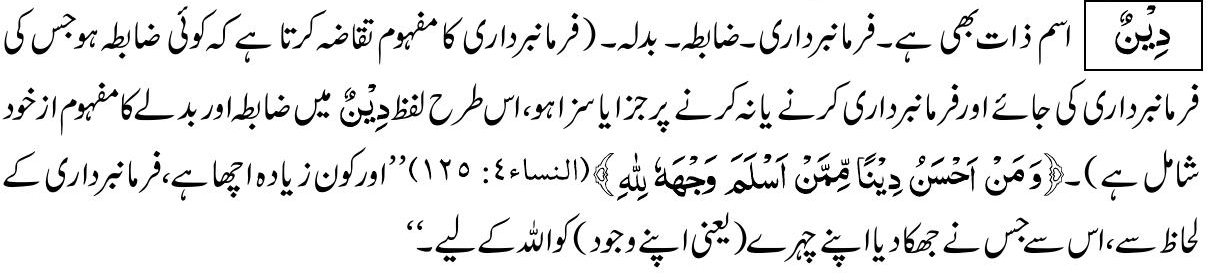 دِیْنٌ اسم ذات بھی ہے۔ فرمانبرداری۔ ضابطہ۔ بدلہ۔ (فرمانبرداری کا مفہوم تقاضہ کرتا ہے کہ کوئی ضابطہ ہو جس کی
فرمانبرداری کی جائے اور فرمانبرداری کرنے یا نہ کرنے پر جزا یا سزا ہو، اس طرح لفظ دِیْنٌ میں ضابطہ اور بدلے کا مفہوم از خود
شامل ہے)۔ ﴿وَمَنْ اَحْسَنُ دِیْنًا مِّمَّنْ اَسْلَمَ وَجْهَهٗ لِلّٰهِ﴾ (النساء٤: ١٢٥) ’’اور کون زیادہ اچھا ہے، فرمانبرداری کے
لحاظ سے، اس سے جس نے جھکا دیا اپنے چہرے (یعنی اپنے وجود) کو اللہ کے لیے۔‘‘